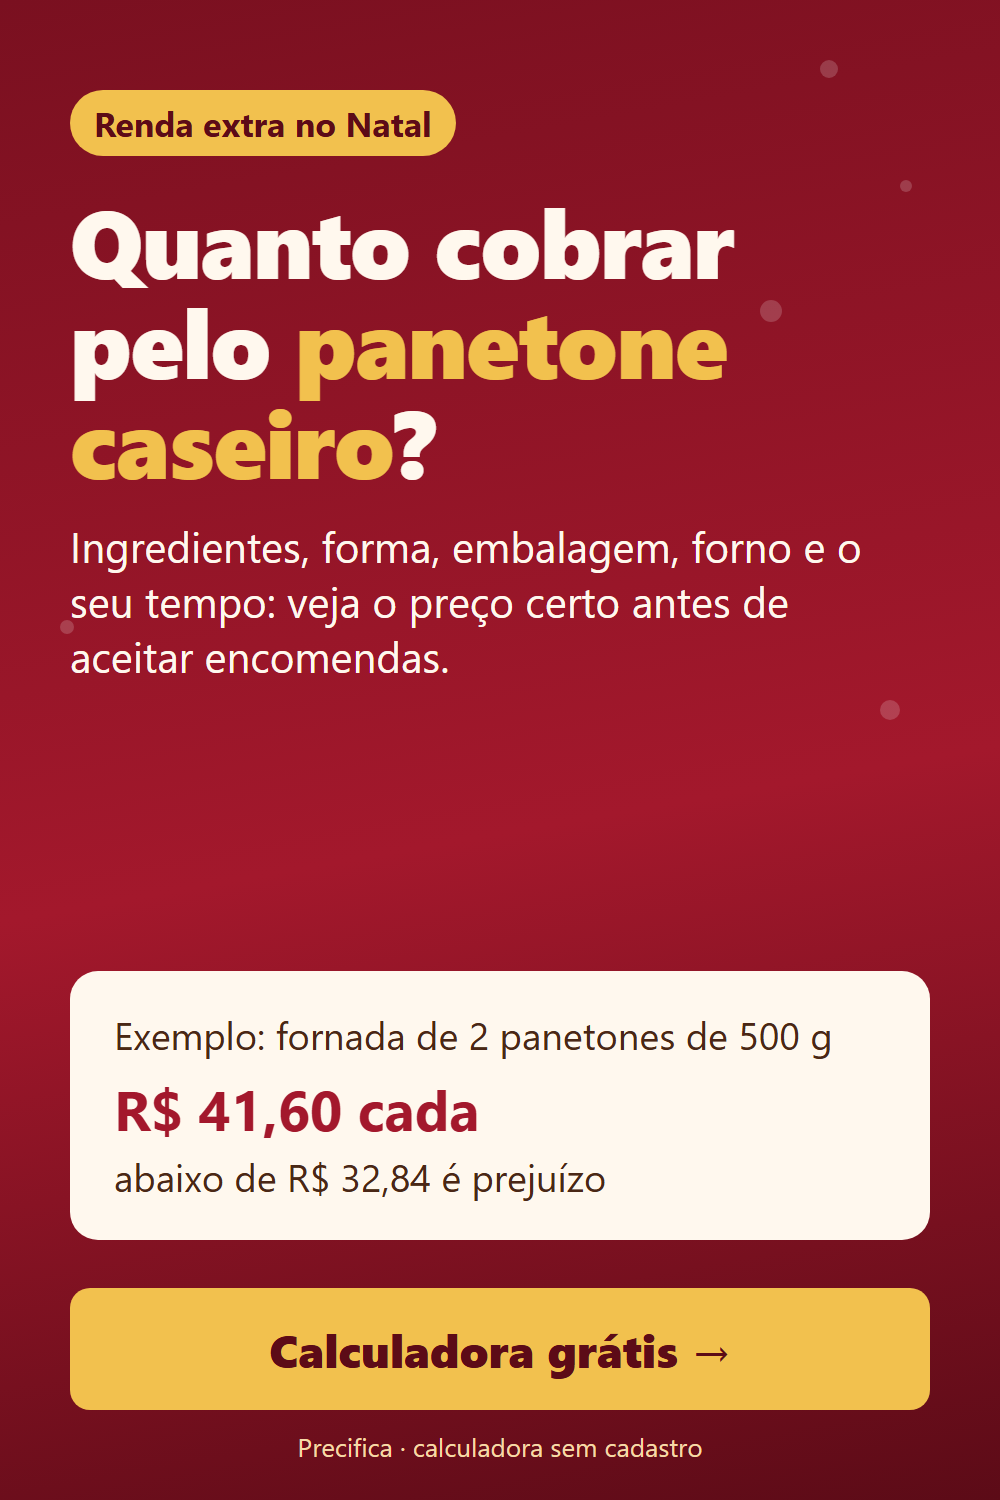 Renda extra no Natal
Quanto cobrar
pelo panetone
caseiro?
Ingredientes, forma, embalagem, forno e o
seu tempo: veja o preço certo antes de
aceitar encomendas.
Exemplo: fornada de 2 panetones de 500 g
R$ 41,60 cada
abaixo de R$ 32,84 é prejuízo
Calculadora grátis →
Precifica · calculadora sem cadastro